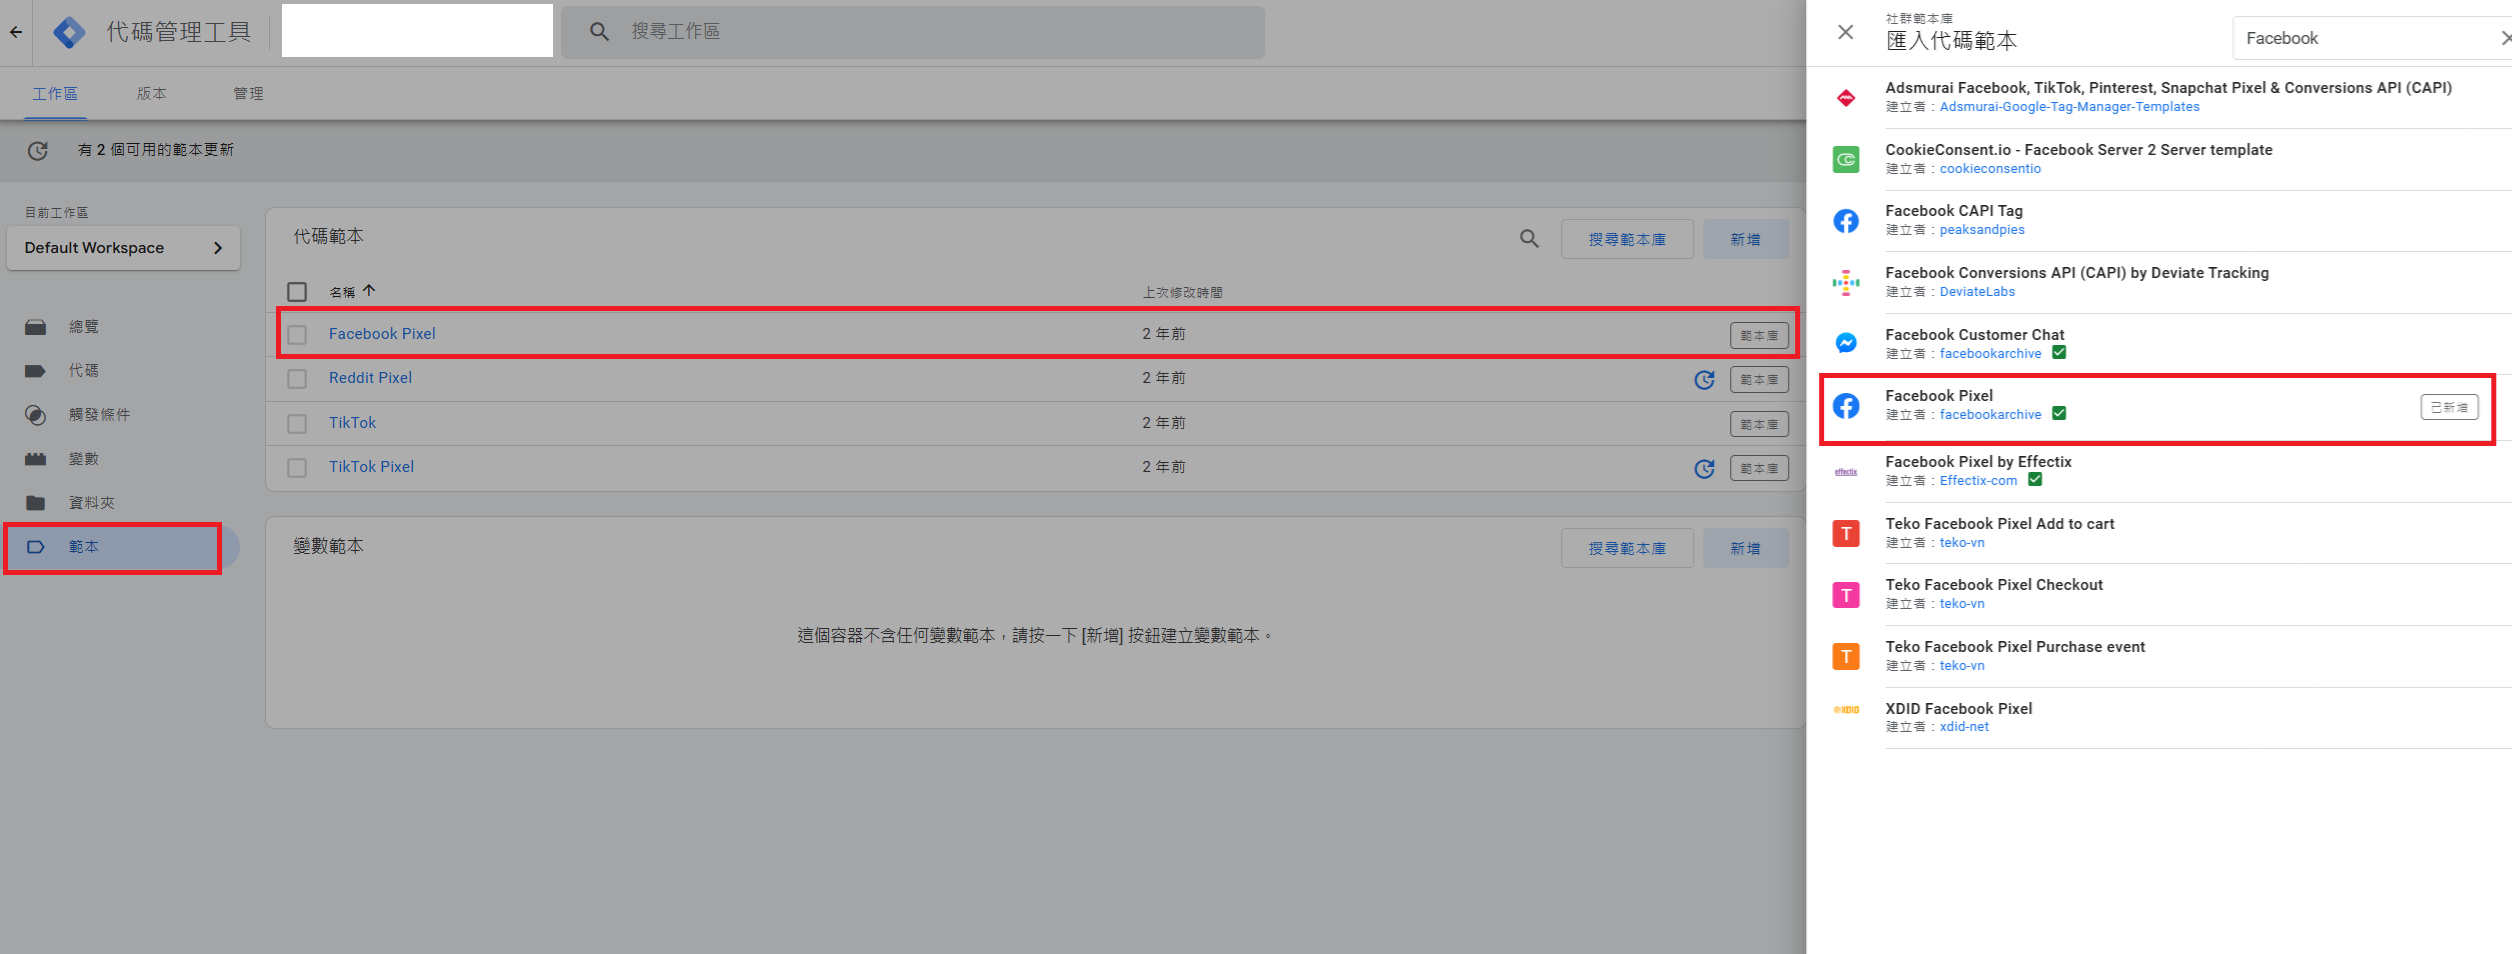 代碼管理工具
搜尋工作區
工作區
版本
管理
有 2 個可用的範本更新
目前工作區
Default Workspace
總覽
代碼
觸發條件
變數
資料夾
範本
代碼範本
搜尋範本庫
新增
名稱
上次修改時間
Facebook Pixel
2 年前
範本庫
Reddit Pixel
2 年前
範本庫
TikTok
2 年前
範本庫
TikTok Pixel
2 年前
範本庫
變數範本
搜尋範本庫
新增
這個容器不含任何變數範本，請按一下 [新增] 按鈕建立變數範本。
社群範本庫
匯入代碼範本
Facebook
Adsmurai Facebook, TikTok, Pinterest, Snapchat Pixel & Conversions API (CAPI)
建立者：Adsmurai-Google-Tag-Manager-Templates
CookieConsent.io - Facebook Server 2 Server template
建立者：cookieconsentio
Facebook CAPI Tag
建立者：peaksandpies
Facebook Conversions API (CAPI) by Deviate Tracking
建立者：DeviateLabs
Facebook Customer Chat
建立者：facebookarchive
Facebook Pixel
建立者：facebookarchive
已新增
effectix
Facebook Pixel by Effectix
建立者：Effectix-com
T
Teko Facebook Pixel Add to cart
建立者：teko-vn
T
Teko Facebook Pixel Checkout
建立者：teko-vn
T
Teko Facebook Pixel Purchase event
建立者：teko-vn
XDID
XDID Facebook Pixel
建立者：xdid-net